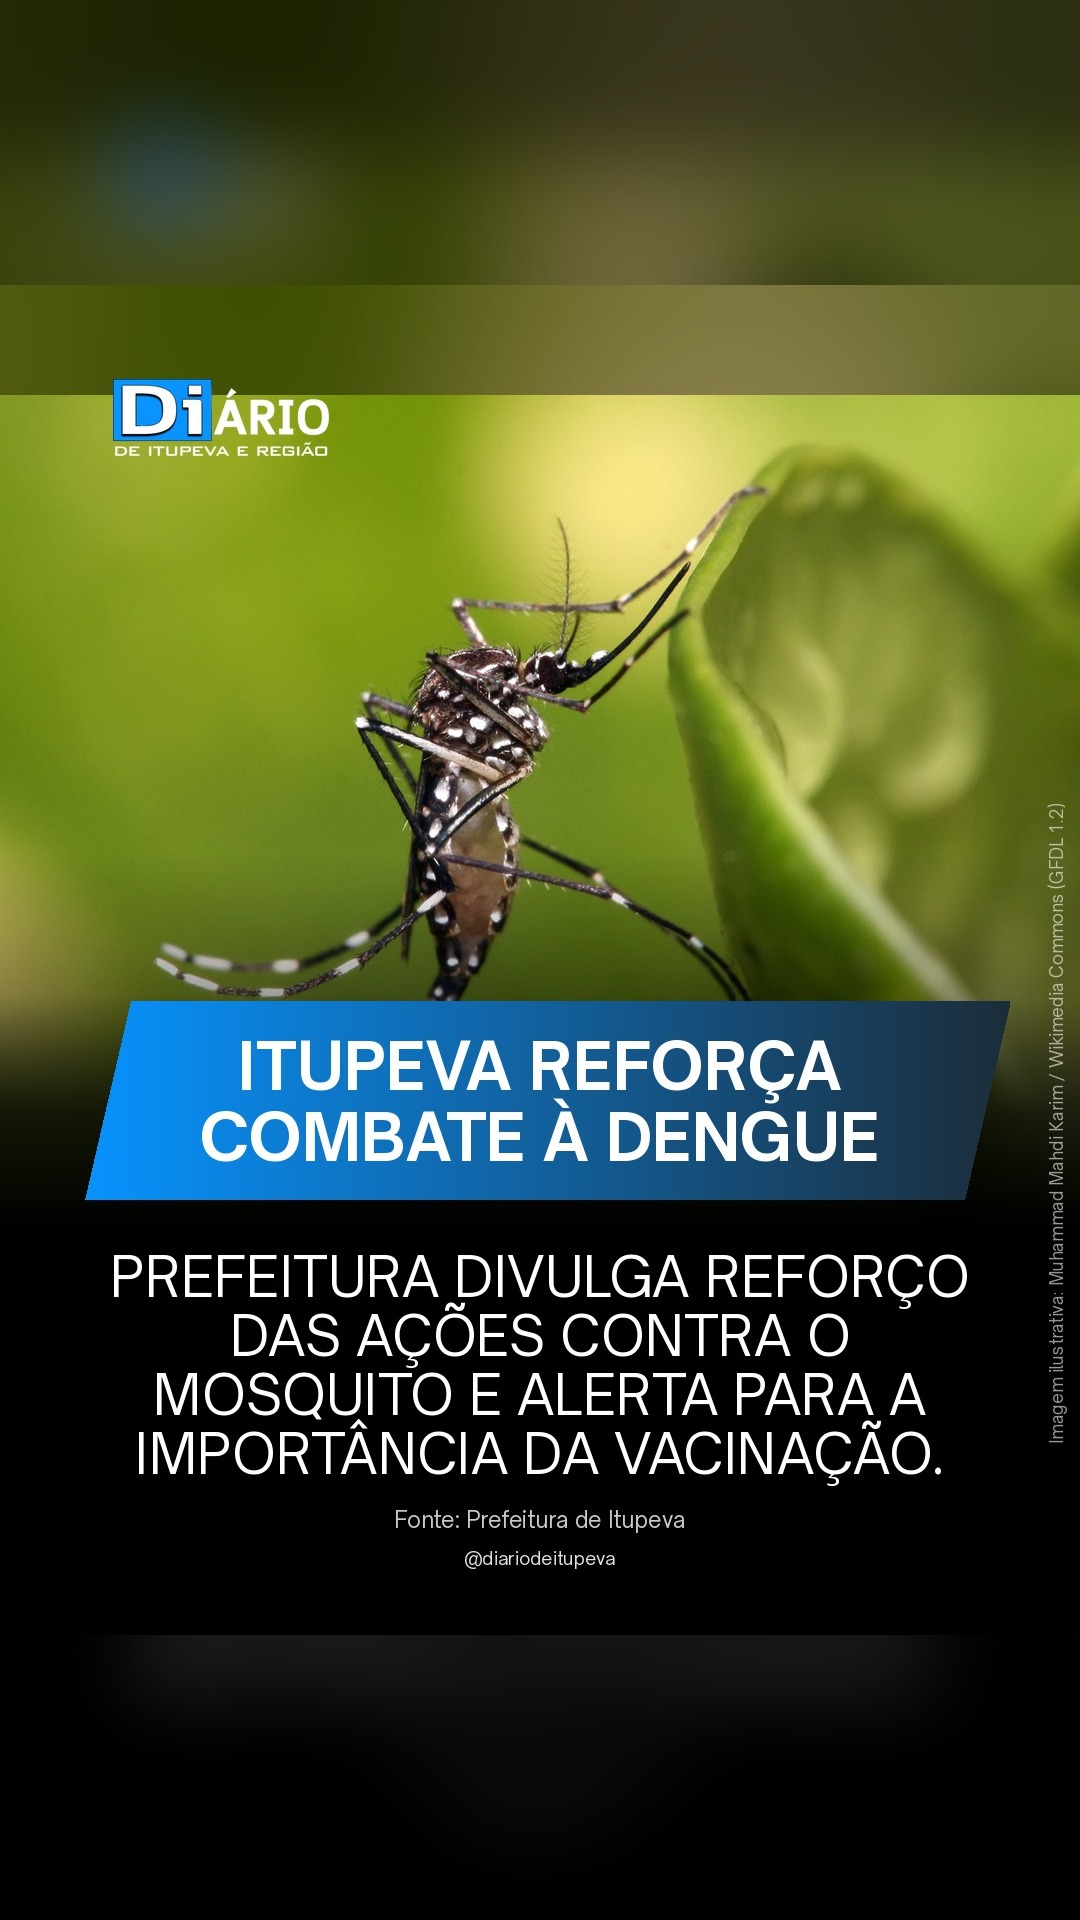 DiÁRIO
DE ITUPEVA E REGIÃO
ITUPEVA REFORÇA
COMBATE À DENGUE
PREFEITURA DIVULGA REFORÇO
DAS AÇÕES CONTRA O
MOSQUITO E ALERTA PARA A
IMPORTÂNCIA DA VACINAÇÃO.
Fonte: Prefeitura de Itupeva
@diariodeitupeva
Imagem ilustrativa: Muhammad Mahdi Karim / Wikimedia Commons (GFDL 1.2)